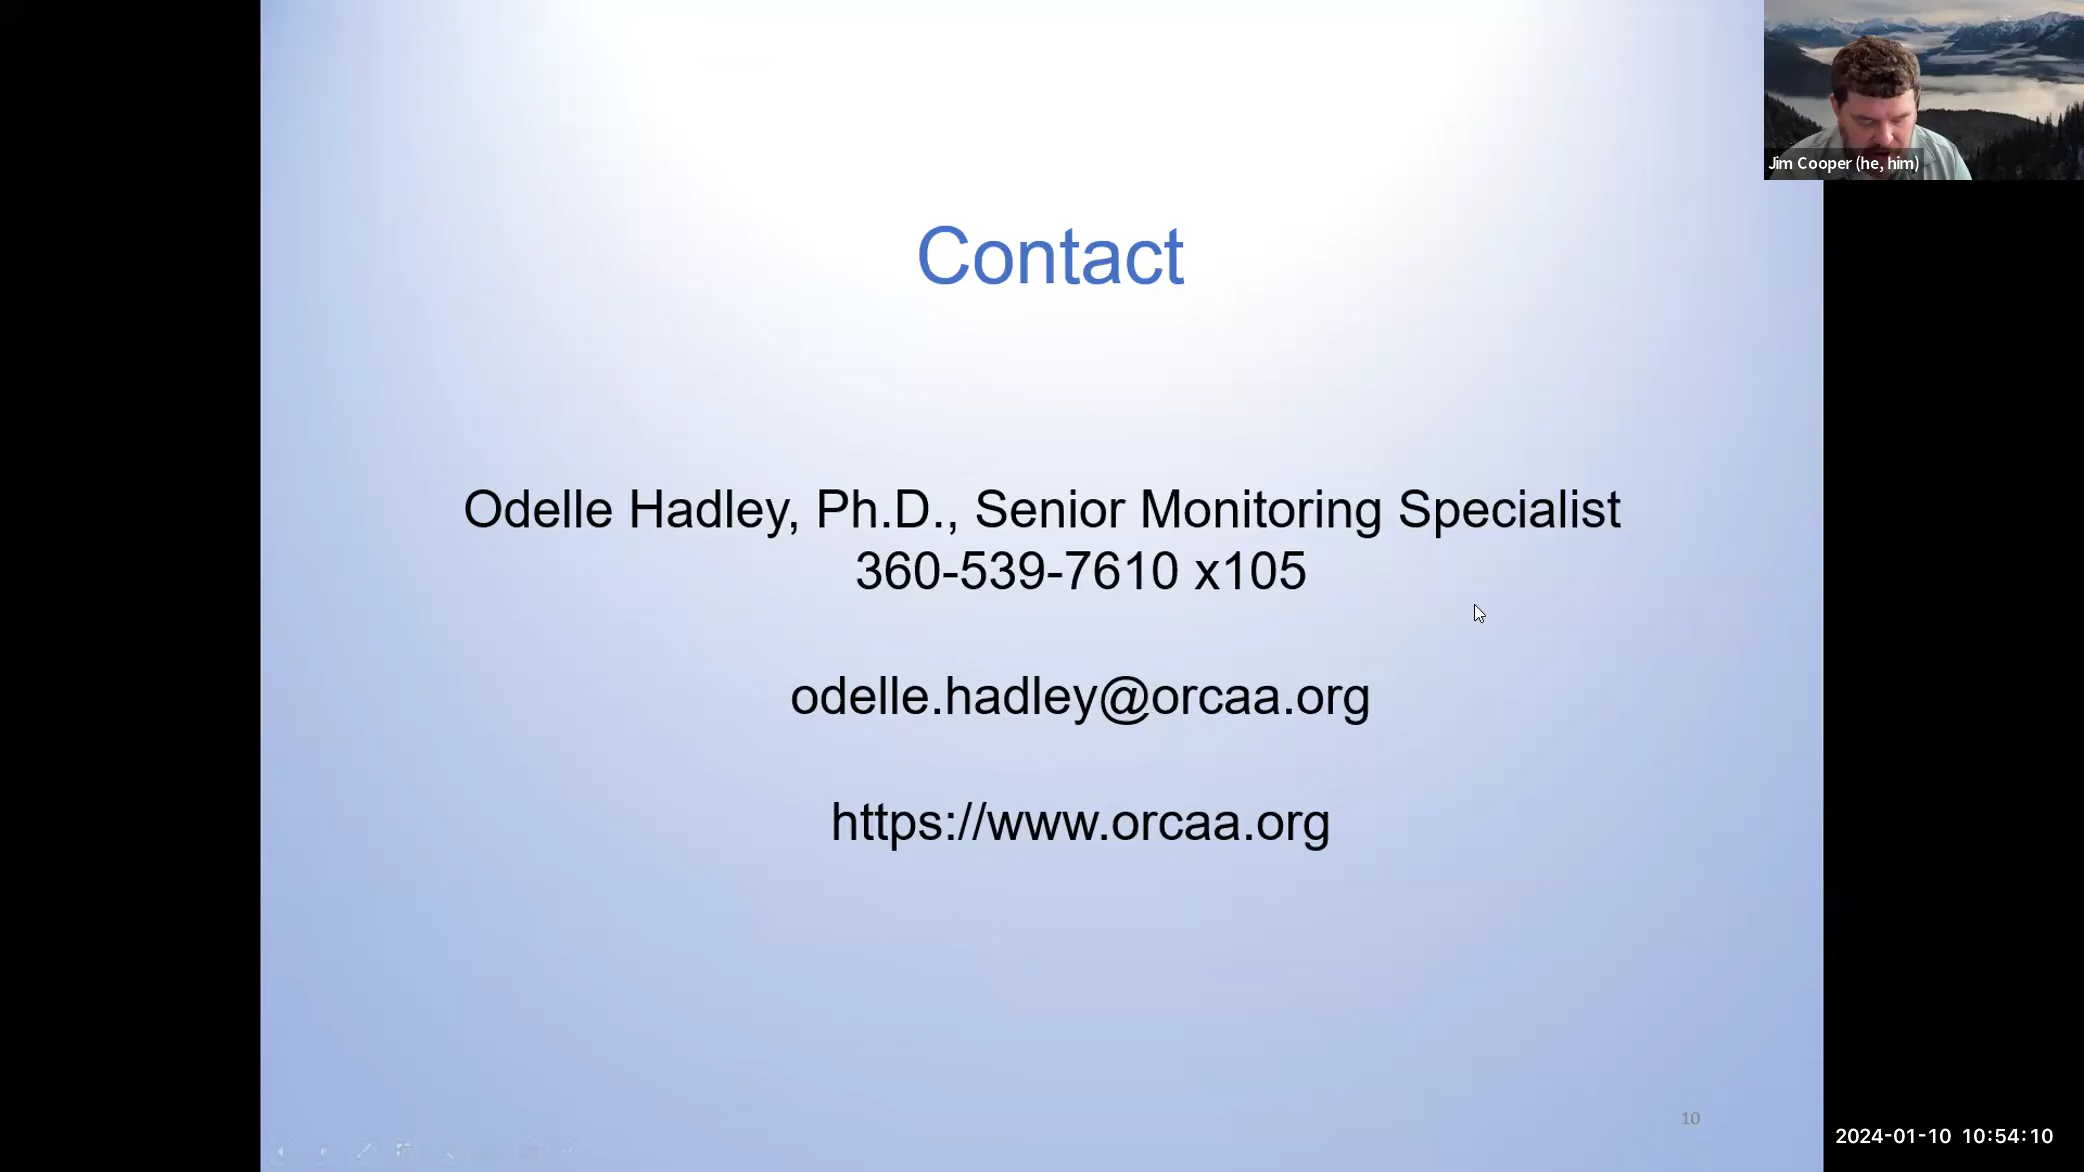 Jim Cooper (he, him)
Contact
Odelle Hadley, Ph.D., Senior Monitoring Specialist
360-539-7610 x105
odelle.hadley@orcaa.org
https://www.orcaa.org
10
2024-01-10 10:54:10